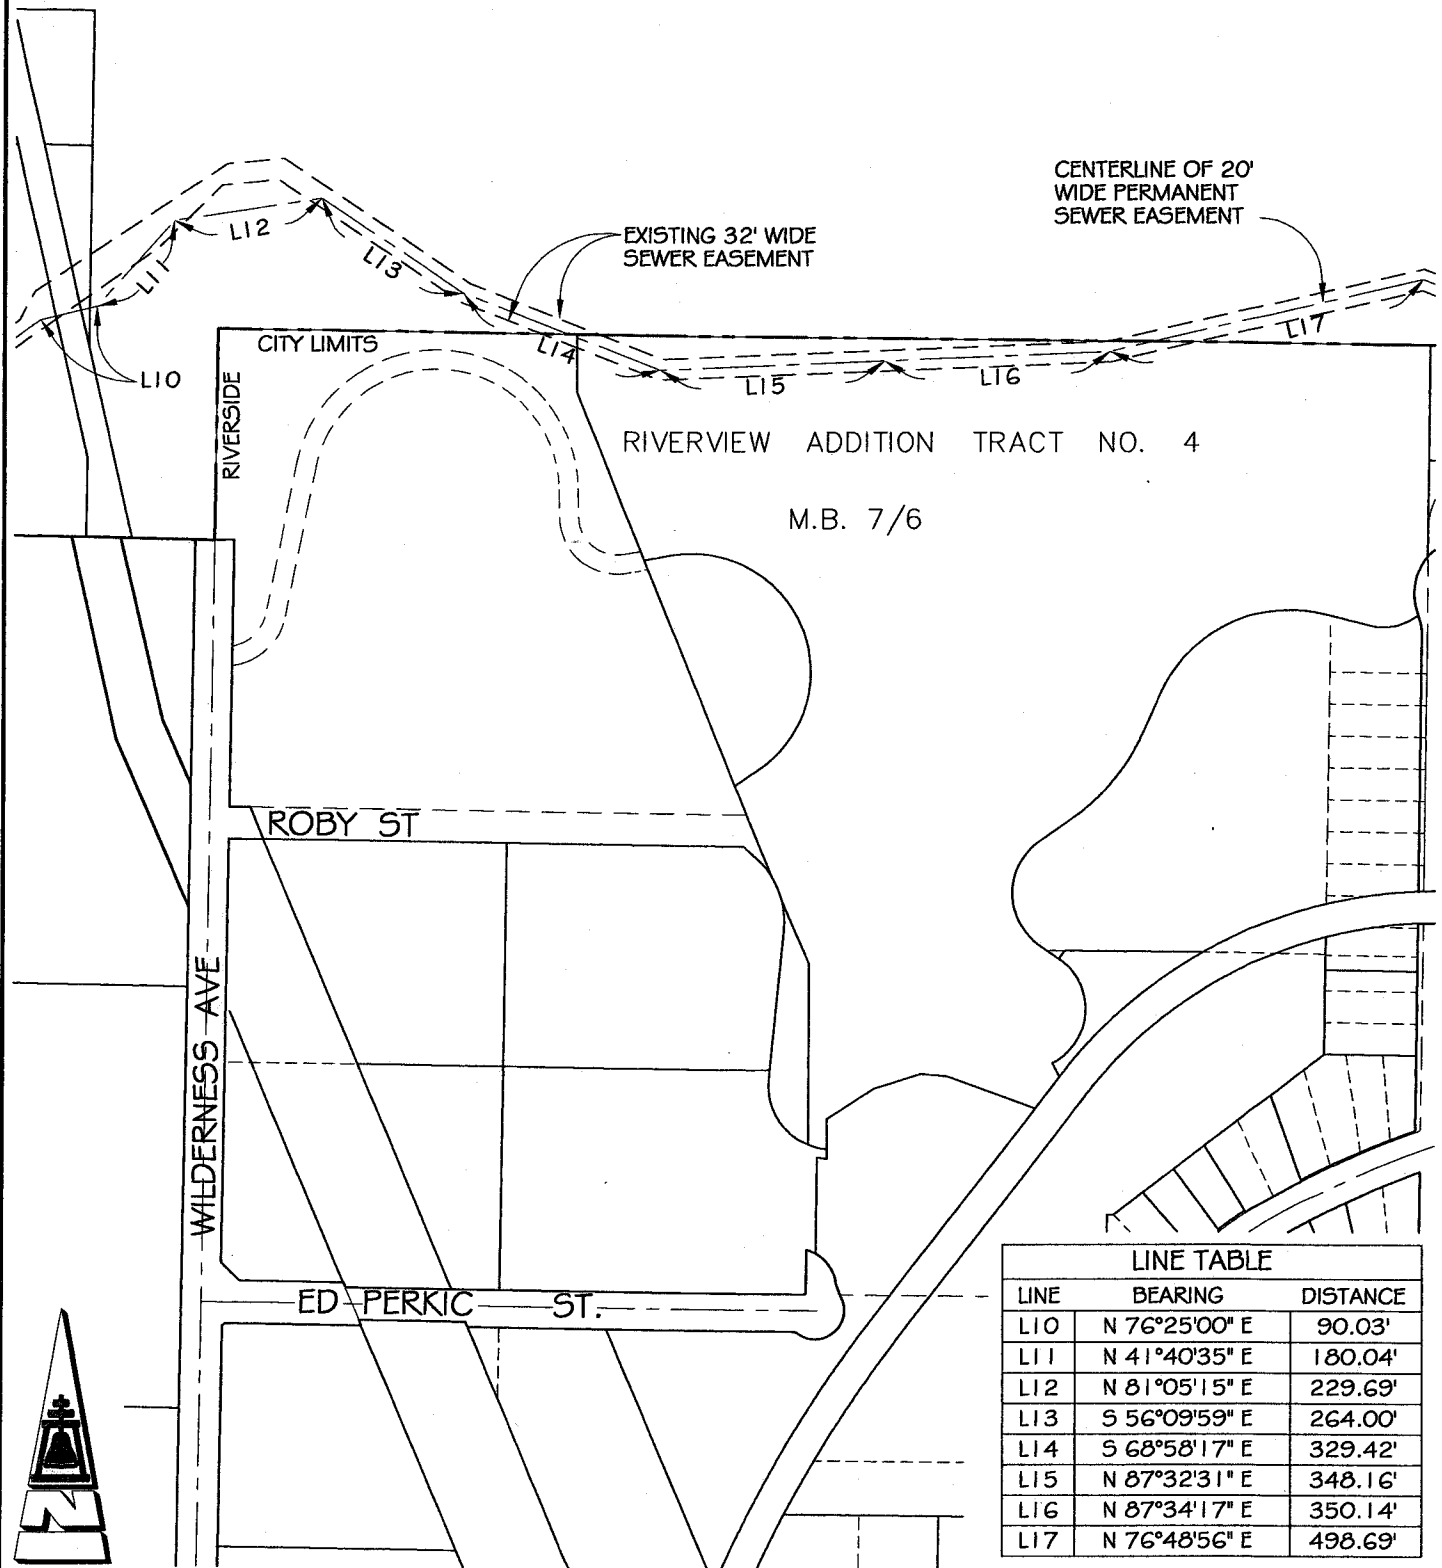 CENTERLINE OF 20'
WIDE PERMANENT
SEWER EASEMENT
EXISTING 32' WIDE
SEWER EASEMENT
L10
L11
L12
L13
L14
L15
L16
L17
CITY LIMITS
RIVERSIDE
RIVERVIEW ADDITION TRACT NO. 4
M.B. 7/6
ROBY ST
WILDERNESS AVE
ED PERKIC ST.
N
LINE TABLE
LINE BEARING DISTANCE
L10 N 76°25'00" E 90.03'
L11 N 41°40'35" E 180.04'
L12 N 81°05'15" E 229.69'
L13 S 56°09'59" E 264.00'
L14 S 68°58'17" E 329.42'
L15 N 87°32'31" E 348.16'
L16 N 87°34'17" E 350.14'
L17 N 76°48'56" E 498.69'